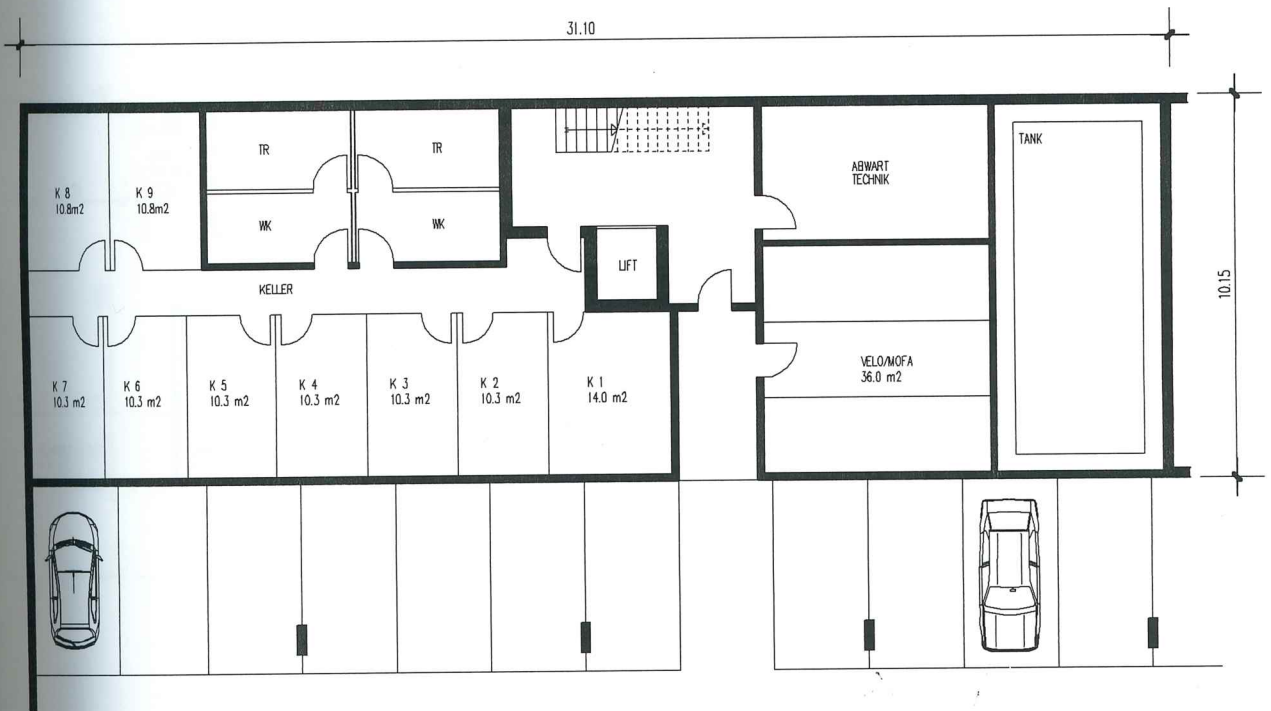 31.10
TR
TR
K 8
10.8m2
K 9
10.8m2
WK
WK
KELLER
LIFT
ABWART
TECHNIK
TANK
10.15
VELO/MOFA
36.0 m2
K 7
10.3 m2
K 6
10.3 m2
K 5
10.3 m2
K 4
10.3 m2
K 3
10.3 m2
K 2
10.3 m2
K 1
14.0 m2